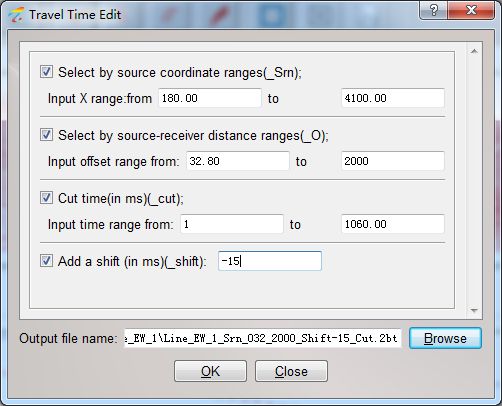 Travel Time Edit
Select by source coordinate ranges(_Srn);
Input X range:from 180.00 to 4100.00
Select by source-receiver distance ranges(_O);
Input offset range from: 32.80 to 2000
Cut time(in ms)(_cut);
Input time range from: 1 to 1060.00
Add a shift (in ms)(_shift): -15
Output file name: e_EW_1\Line_EW_1_Srn_032_2000_Shift-15_Cut.2bt Browse
OK Close